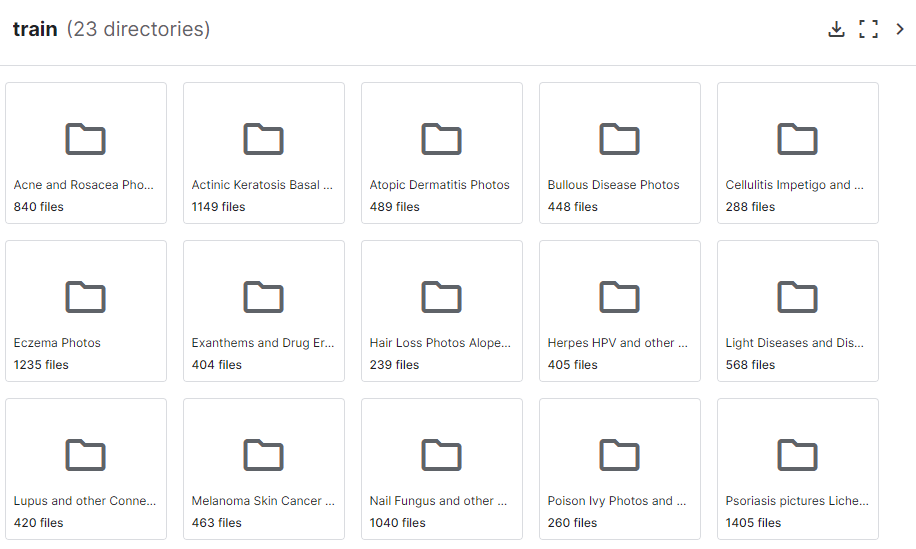 train (23 directories)
Acne and Rosacea Pho...
840 files
Actinic Keratosis Basal ...
1149 files
Atopic Dermatitis Photos
489 files
Bullous Disease Photos
448 files
Cellulitis Impetigo and ...
288 files
Eczema Photos
1235 files
Exanthems and Drug Er...
404 files
Hair Loss Photos Alope...
239 files
Herpes HPV and other ...
405 files
Light Diseases and Dis...
568 files
Lupus and other Conne...
420 files
Melanoma Skin Cancer ...
463 files
Nail Fungus and other ...
1040 files
Poison Ivy Photos and ...
260 files
Psoriasis pictures Liche...
1405 files